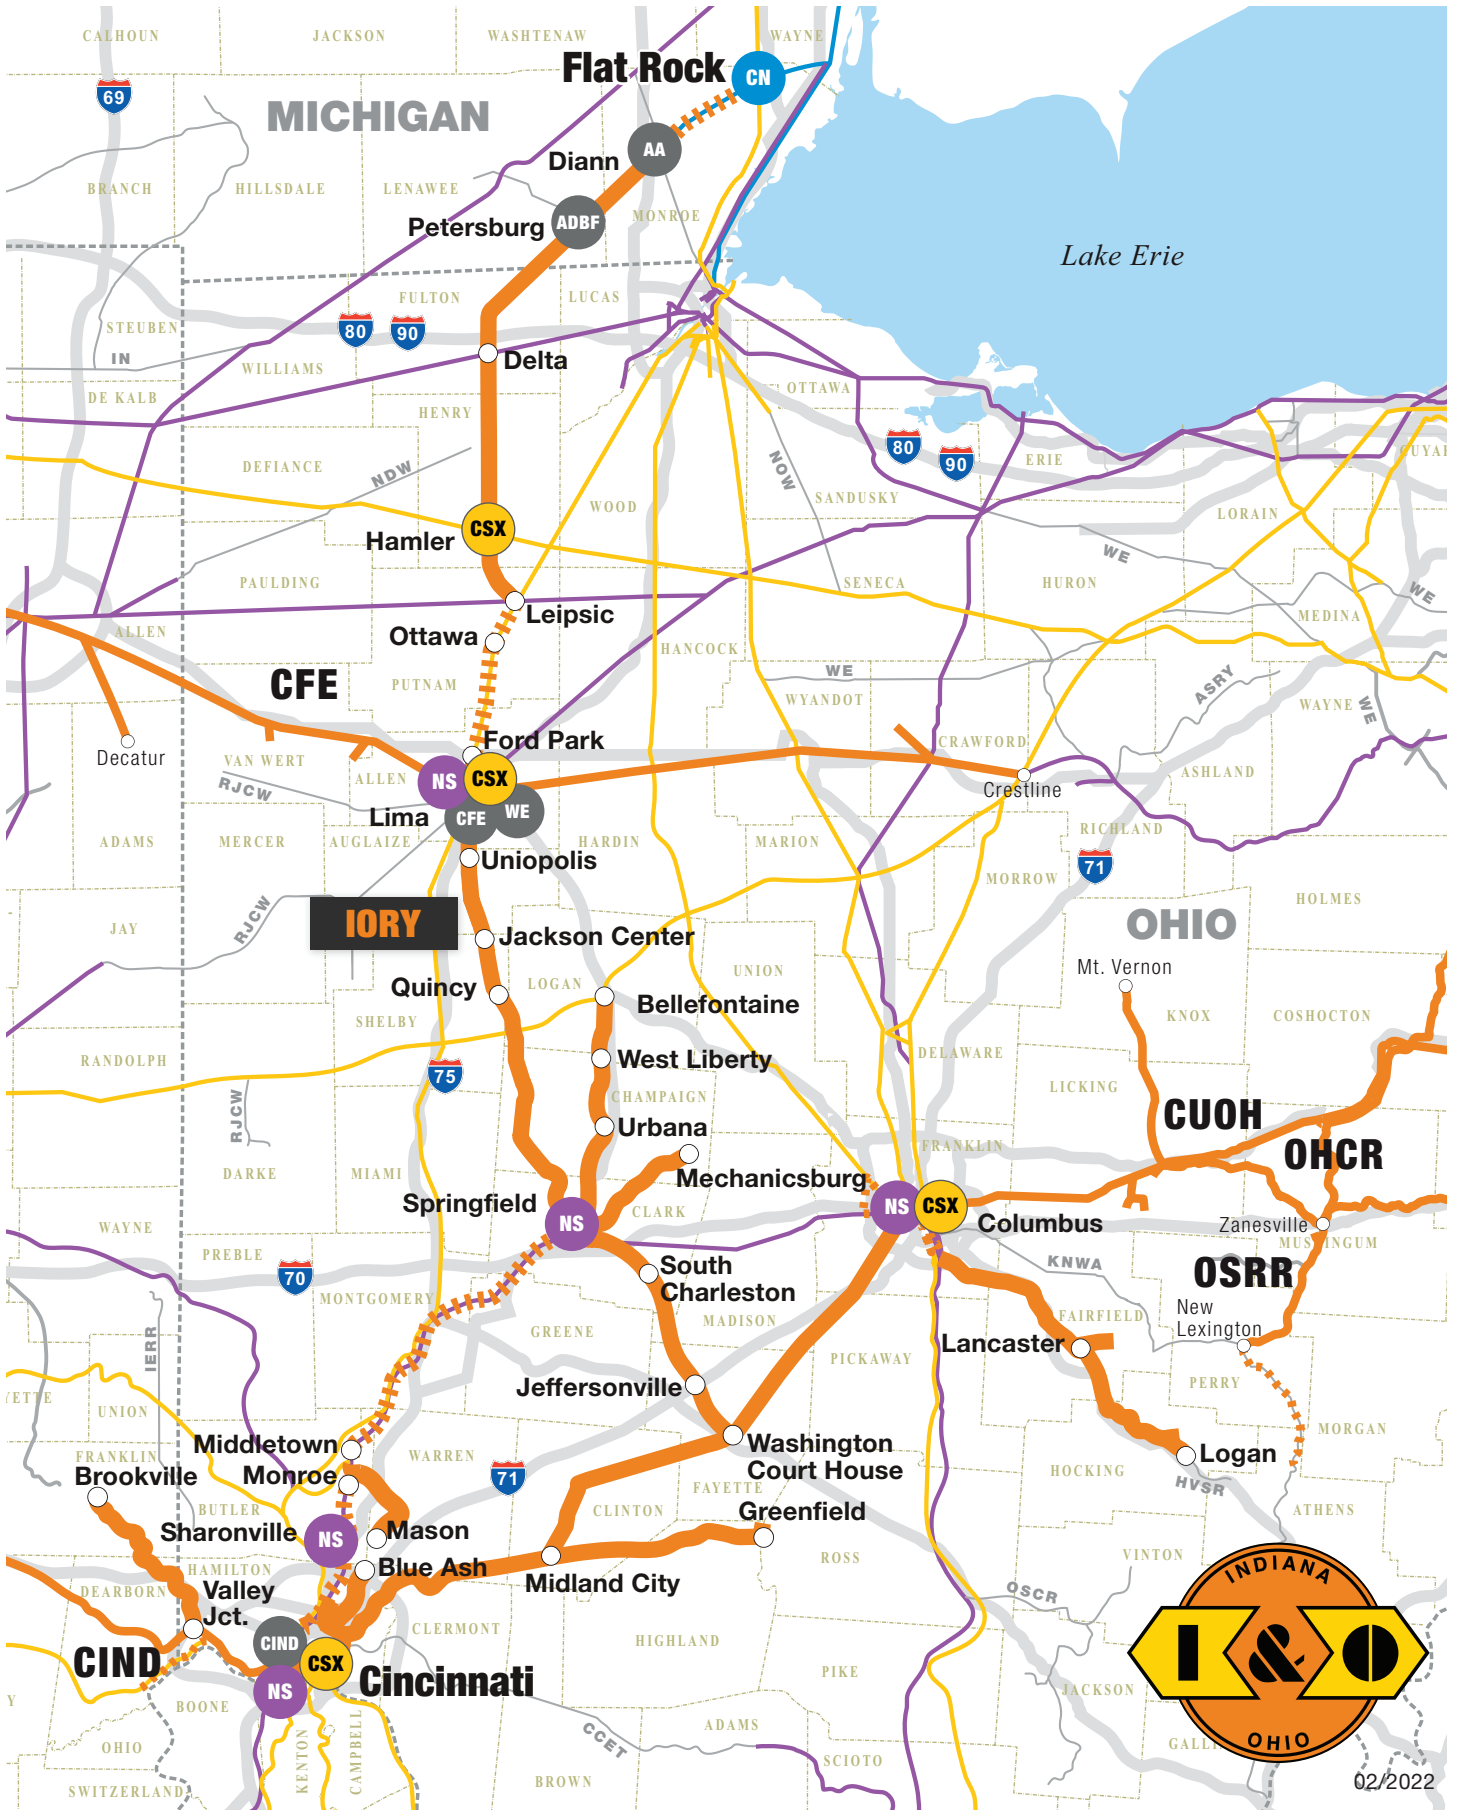 CALHOUN
JACKSON
WASHTENAW
WAYNE
Flat Rock
CN
69
MICHIGAN
AA
Diann
BRANCH
HILLSDALE
LENAWEE
MONROE
Petersburg
ADBF
Lake Erie
FULTON
LUCAS
STEUBEN
80
90
IN
WILLIAMS
Delta
OTTAWA
DE KALB
HENRY
80
90
ERIE
CUYA
DEFIANCE
NDW
NOW
SANDUSKY
WOOD
LORAIN
CSX
Hamler
WE
PAULDING
SENECA
HURON
WE
Leipsic
MEDINA
ALLEN
Ottawa
HANCOCK
WE
CFE
PUTNAM
WYANDOT
ASRY
WAYNE
WE
Ford Park
CRAWFORD
Decatur
VAN WERT
ALLEN
NS
CSX
ASHLAND
Crestline
RJCW
Lima
CFE
WE
RICHLAND
ADAMS
MERCER
AUGLAIZE
HARDIN
MARION
Uniopolis
71
MORROW
HOLMES
IORY
RJCW
JAY
Jackson Center
OHIO
Mt. Vernon
UNION
Quincy
LOGAN
Bellefontaine
KNOX
COSHOCTON
SHELBY
RANDOLPH
West Liberty
DELAWARE
75
LICKING
CHAMPAIGN
RJCW
CUOH
Urbana
FRANKLIN
OHCR
DARKE
MIAMI
Mechanicsburg
Springfield
NS
CLARK
NS
CSX
Columbus
Zanesville
WAYNE
MUSKINGUM
PREBLE
KNWA
70
South
Charleston
OSRR
MONTGOMERY
New
Lexington
FAIRFIELD
GREENE
MADISON
IERR
Lancaster
PICKAWAY
PERRY
Jeffersonville
YETTE
UNION
MORGAN
Middletown
Washington
Court House
WARREN
FRANKLIN
Logan
Brookville
Monroe
71
HOCKING
HVSR
FAYETTE
BUTLER
CLINTON
Greenfield
ATHENS
Sharonville
NS
Mason
ROSS
VINTON
Blue Ash
HAMILTON
Midland City
DEARBORN
Valley
Jct.
OSCR
CLERMONT
CIND
HIGHLAND
CIND
CSX
Cincinnati
PIKE
NS
JACKSON
Y
BOONE
ADAMS
CCET
OHIO
KENTON
CAMPBELL
SCIOTO
GALLI
SWITZERLAND
BROWN
INDIANA
I & O
OHIO
02/2022